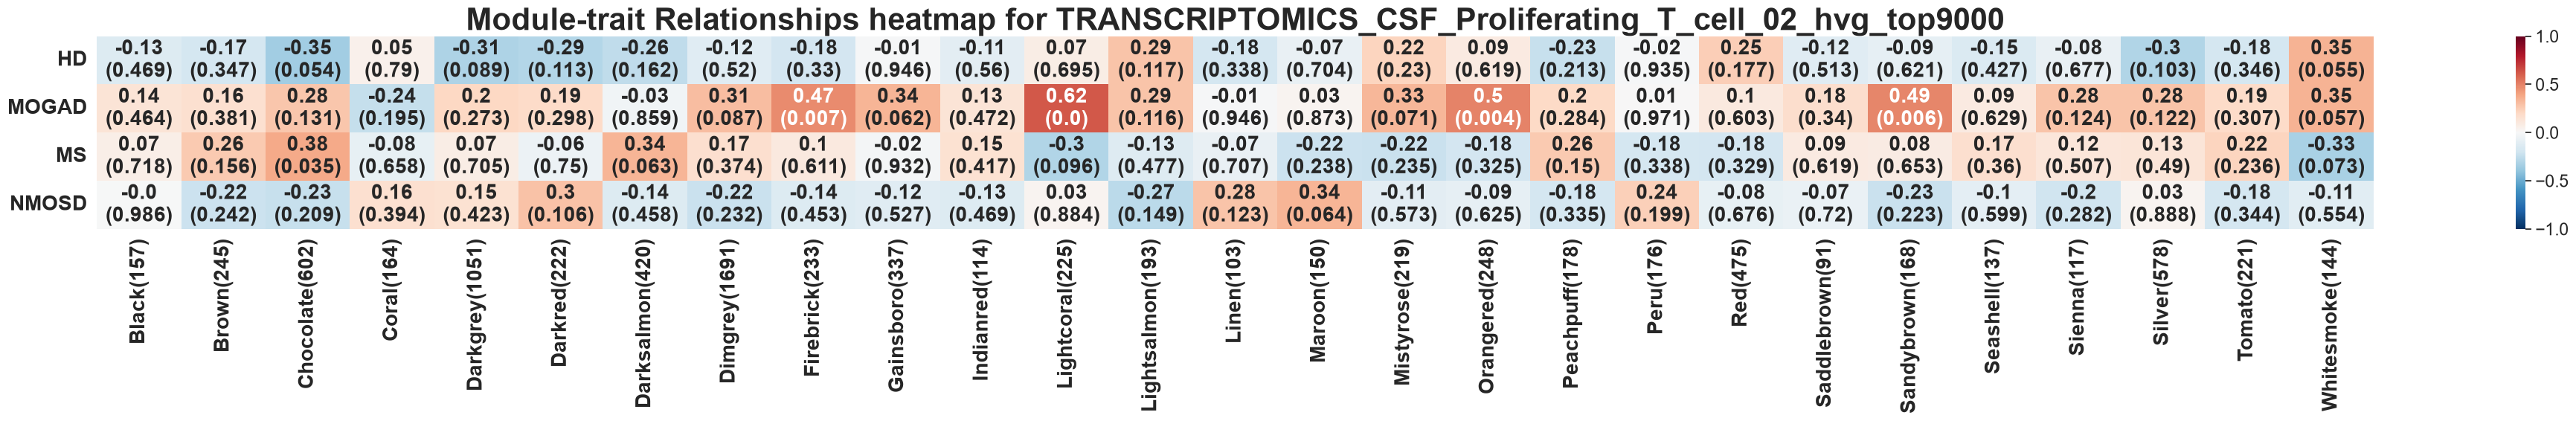 Module-trait Relationships heatmap for TRANSCRIPTOMICS_CSF_Proliferating_T_cell_02_hvg_top9000
HD -0.13 -0.17 -0.35 0.05 -0.31 -0.29 -0.26 -0.12 -0.18 -0.01 -0.11 0.07 0.29 -0.18 -0.07 0.22 0.09 -0.23 -0.02 0.25 -0.12 -0.09 -0.15 -0.08 -0.3 -0.18 0.35
(0.469) (0.347) (0.054) (0.79) (0.089) (0.113) (0.162) (0.52) (0.33) (0.946) (0.56) (0.695) (0.117) (0.338) (0.704) (0.23) (0.619) (0.213) (0.935) (0.177) (0.513) (0.621) (0.427) (0.677) (0.103) (0.346) (0.055)
MOGAD 0.14 0.16 0.28 -0.24 0.2 0.19 -0.03 0.31 0.47 0.34 0.13 0.62 0.29 -0.01 0.03 0.33 0.5 0.2 0.01 0.1 0.18 0.49 0.09 0.28 0.28 0.19 0.35
(0.464) (0.381) (0.131) (0.195) (0.273) (0.298) (0.859) (0.087) (0.007) (0.062) (0.472) (0.0) (0.116) (0.946) (0.873) (0.071) (0.004) (0.284) (0.971) (0.603) (0.34) (0.006) (0.629) (0.124) (0.122) (0.307) (0.057)
MS 0.07 0.26 0.38 -0.08 0.07 -0.06 0.34 0.17 0.1 -0.02 0.15 -0.3 -0.13 -0.07 -0.22 -0.22 -0.18 0.26 -0.18 -0.18 0.09 0.08 0.17 0.12 0.13 0.22 -0.33
(0.718) (0.156) (0.035) (0.658) (0.705) (0.75) (0.063) (0.374) (0.611) (0.932) (0.417) (0.096) (0.477) (0.707) (0.238) (0.235) (0.325) (0.15) (0.338) (0.329) (0.619) (0.653) (0.36) (0.507) (0.49) (0.236) (0.073)
NMOSD -0.0 -0.22 -0.23 0.16 0.15 0.3 -0.14 -0.22 -0.14 -0.12 -0.13 0.03 -0.27 0.28 0.34 -0.11 -0.09 -0.18 0.24 -0.08 -0.07 -0.23 -0.1 -0.2 0.03 -0.18 -0.11
(0.986) (0.242) (0.209) (0.394) (0.423) (0.106) (0.458) (0.232) (0.453) (0.527) (0.469) (0.884) (0.149) (0.123) (0.064) (0.573) (0.625) (0.335) (0.199) (0.676) (0.72) (0.223) (0.599) (0.282) (0.888) (0.344) (0.554)
Black(157)
Brown(245)
Chocolate(602)
Coral(164)
Darkgrey(1051)
Darkred(222)
Darksalmon(420)
Dimgrey(1691)
Firebrick(233)
Gainsboro(337)
Indianred(114)
Lightcoral(225)
Lightsalmon(193)
Linen(103)
Maroon(150)
Mistyrose(219)
Orangered(248)
Peachpuff(178)
Peru(176)
Red(475)
Saddlebrown(91)
Sandybrown(168)
Seashell(137)
Sienna(117)
Silver(578)
Tomato(221)
Whitesmoke(144)
1.0
0.5
0.0
−0.5
−1.0